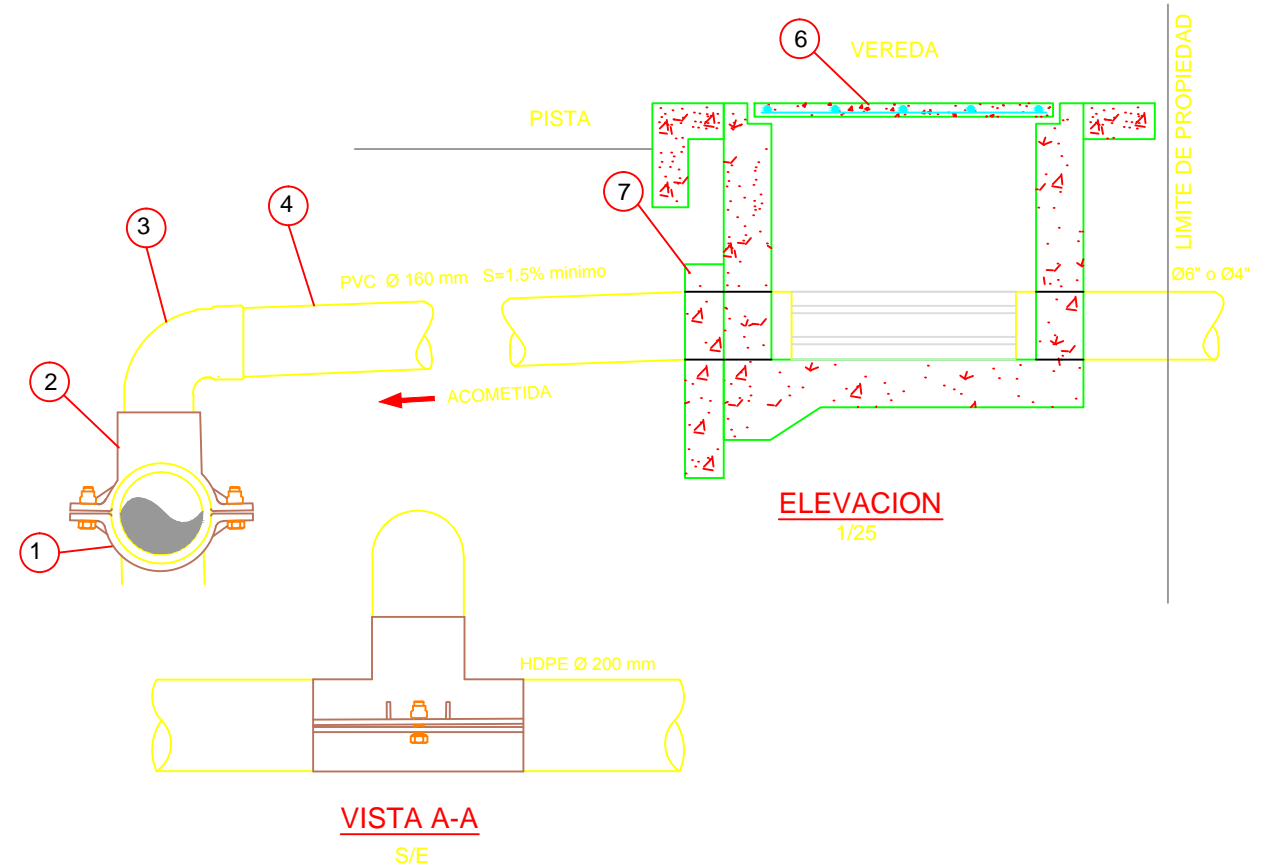 6
VEREDA
LIMITE DE PROPIEDAD
PISTA
7
3
4
PVC Ø 160 mm S=1.5% minimo
Ø6" o Ø4"
2
ACOMETIDA
ELEVACION
1/25
1
HDPE Ø 200 mm
VISTA A-A
S/E